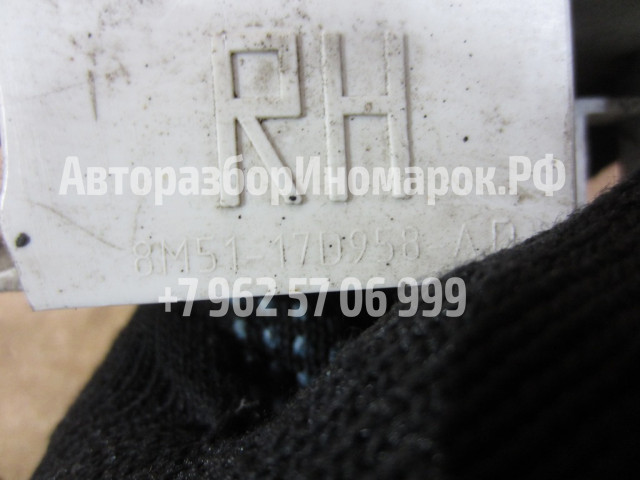 RH
АвторазборИномарок.РФ
8M51-17D958-A
+7 962 57 06 999